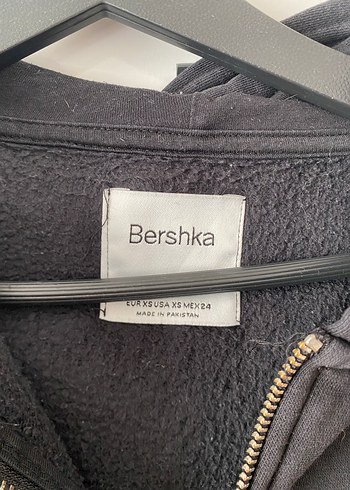 Bershka
EUR XS USA XS MEX 24
MADE IN PAKISTAN